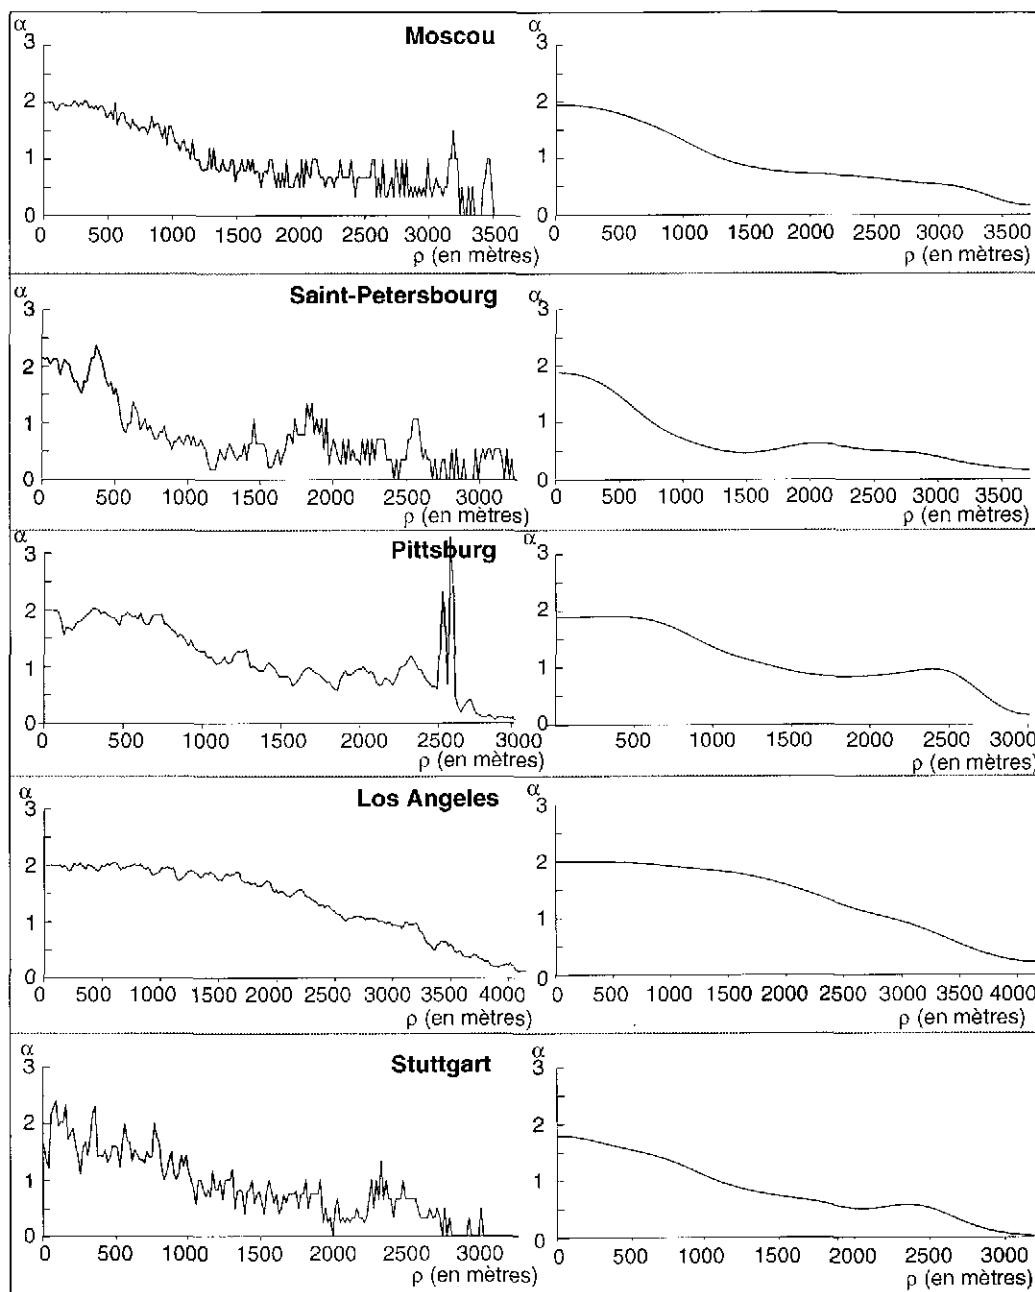 α
3
2
1
0
Moscou
0 500 1000 1500 2000 2500 3000 3500
ρ (en mètres)
α
3
2
1
0
0 500 1000 1500 2000 2500 3000 3500
ρ (en mètres)
α
3
2
1
0
Saint-Petersbourg
0 500 1000 1500 2000 2500 3000
ρ (en mètres)
α
3
2
1
0
0 500 1000 1500 2000 2500 3000 3500
ρ (en mètres)
α
3
2
1
0
Pittsburg
0 500 1000 1500 2000 2500 3000
ρ (en mètres)
α
3
2
1
0
500 1000 1500 2000 2500 3000
ρ (en mètres)
α
3
2
1
0
Los Angeles
0 500 1000 1500 2000 2500 3000 3500 4000
ρ (en mètres)
α
3
2
1
0
0 500 1000 1500 2000 2500 3000 3500 4000
ρ (en mètres)
α
3
2
1
0
Stuttgart
0 500 1000 1500 2000 2500 3000
ρ (en mètres)
α
3
2
1
0
0 500 1000 1500 2000 2500 3000
ρ (en mètres)